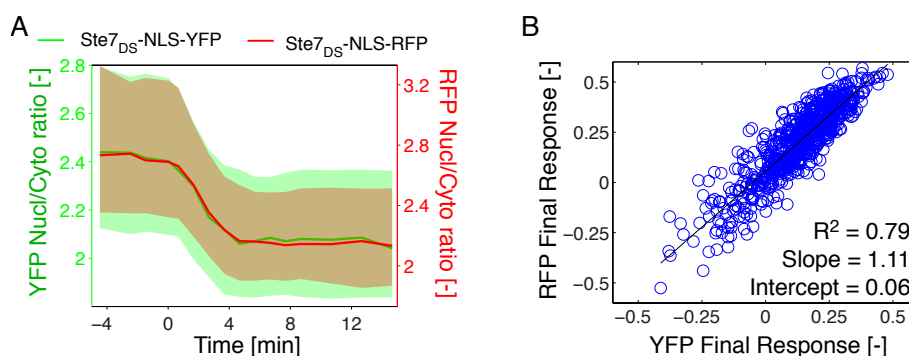 A
Ste7DS-NLS-YFP
Ste7DS-NLS-RFP
YFP Nucl/Cyto ratio [-]
2.8
2.6
2.4
2.2
2
RFP Nucl/Cyto ratio [-]
3.2
2.8
2.4
2
−4
0
4
8
12
Time [min]
B
RFP Final Response [-]
0.5
0.25
0
−0.25
−0.5
R2 = 0.79
Slope = 1.11
Intercept = 0.06
−0.5
−0.25
0
0.25
0.5
YFP Final Response [-]